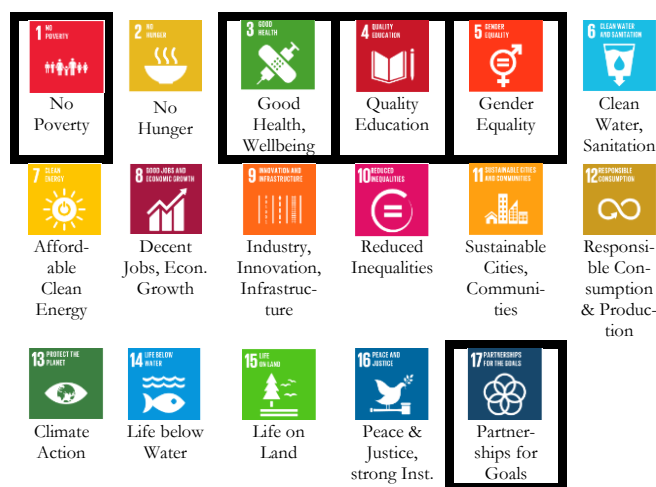 1 NO
POVERTY
No
Poverty
2 NO
HUNGER
No
Hunger
3 GOOD
HEALTH
Good
Health,
Wellbeing
4 QUALITY
EDUCATION
Quality
Education
5 GENDER
EQUALITY
Gender
Equality
6 CLEAN WATER
AND SANITATION
Clean
Water,
Sanitation
7 CLEAN
ENERGY
Afford-
able
Clean
Energy
8 GOOD JOBS AND
ECONOMIC GROWTH
Decent
Jobs, Econ.
Growth
9 INNOVATION AND
INFRASTRUCTURE
Industry,
Innovation,
Infrastruc-
ture
10 REDUCED
INEQUALITIES
Reduced
Inequalities
11 SUSTAINABLE CITIES
AND COMMUNITIES
Sustainable
Cities,
Communi-
ties
12 RESPONSIBLE
CONSUMPTION
Responsi-
ble Con-
sumption
& Produc-
tion
13 PROTECT THE
PLANET
Climate
Action
14 LIFE BELOW
WATER
Life below
Water
15 LIFE
ON LAND
Life on
Land
16 PEACE AND
JUSTICE
Peace &
Justice,
strong Inst.
17 PARTNERSHIPS
FOR THE GOALS
Partner-
ships for
Goals